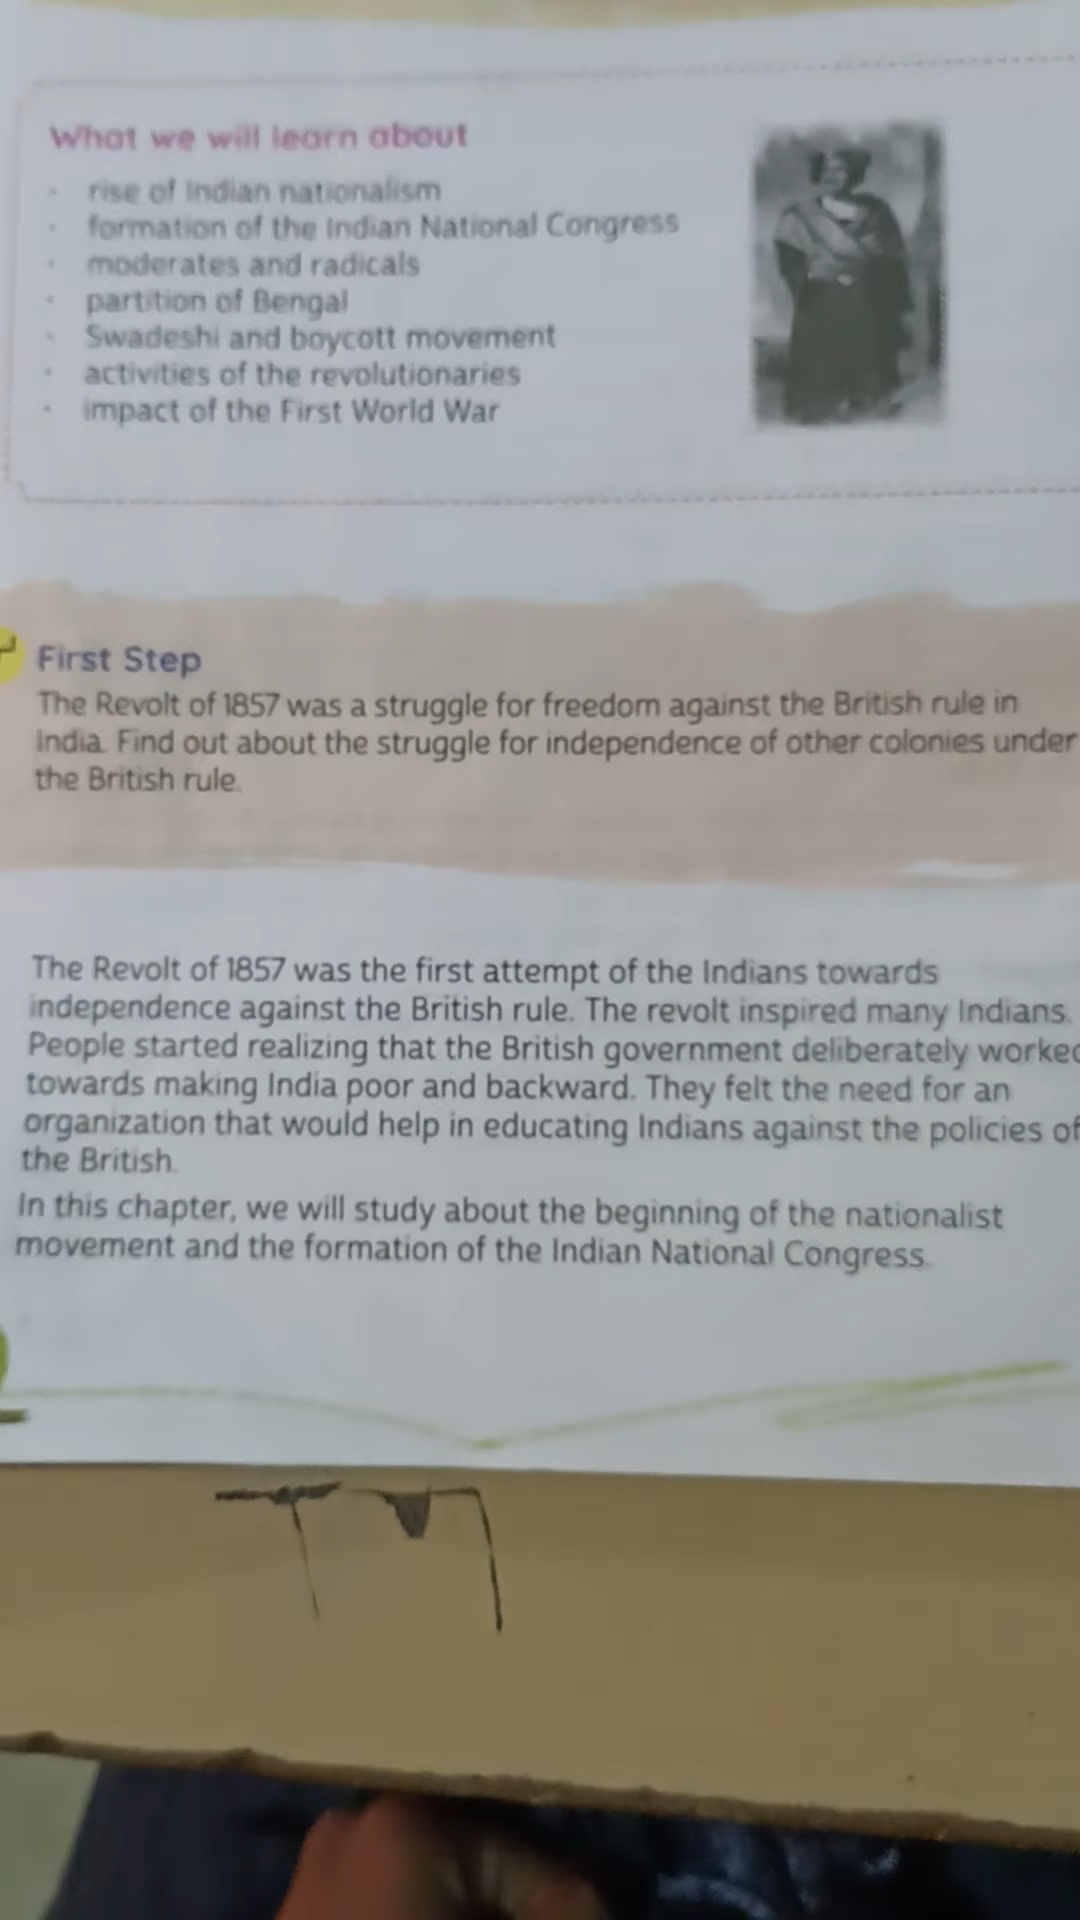 What we will learn about
· rise of Indian nationalism
· formation of the Indian National Congress
· moderates and radicals
· partition of Bengal
· Swadeshi and boycott movement
· activities of the revolutionaries
· impact of the First World War
First Step
The Revolt of 1857 was a struggle for freedom against the British rule in
India. Find out about the struggle for independence of other colonies under
the British rule.
The Revolt of 1857 was the first attempt of the Indians towards
independence against the British rule. The revolt inspired many Indians.
People started realizing that the British government deliberately worked
towards making India poor and backward. They felt the need for an
organization that would help in educating Indians against the policies of
the British.
In this chapter, we will study about the beginning of the nationalist
movement and the formation of the Indian National Congress.